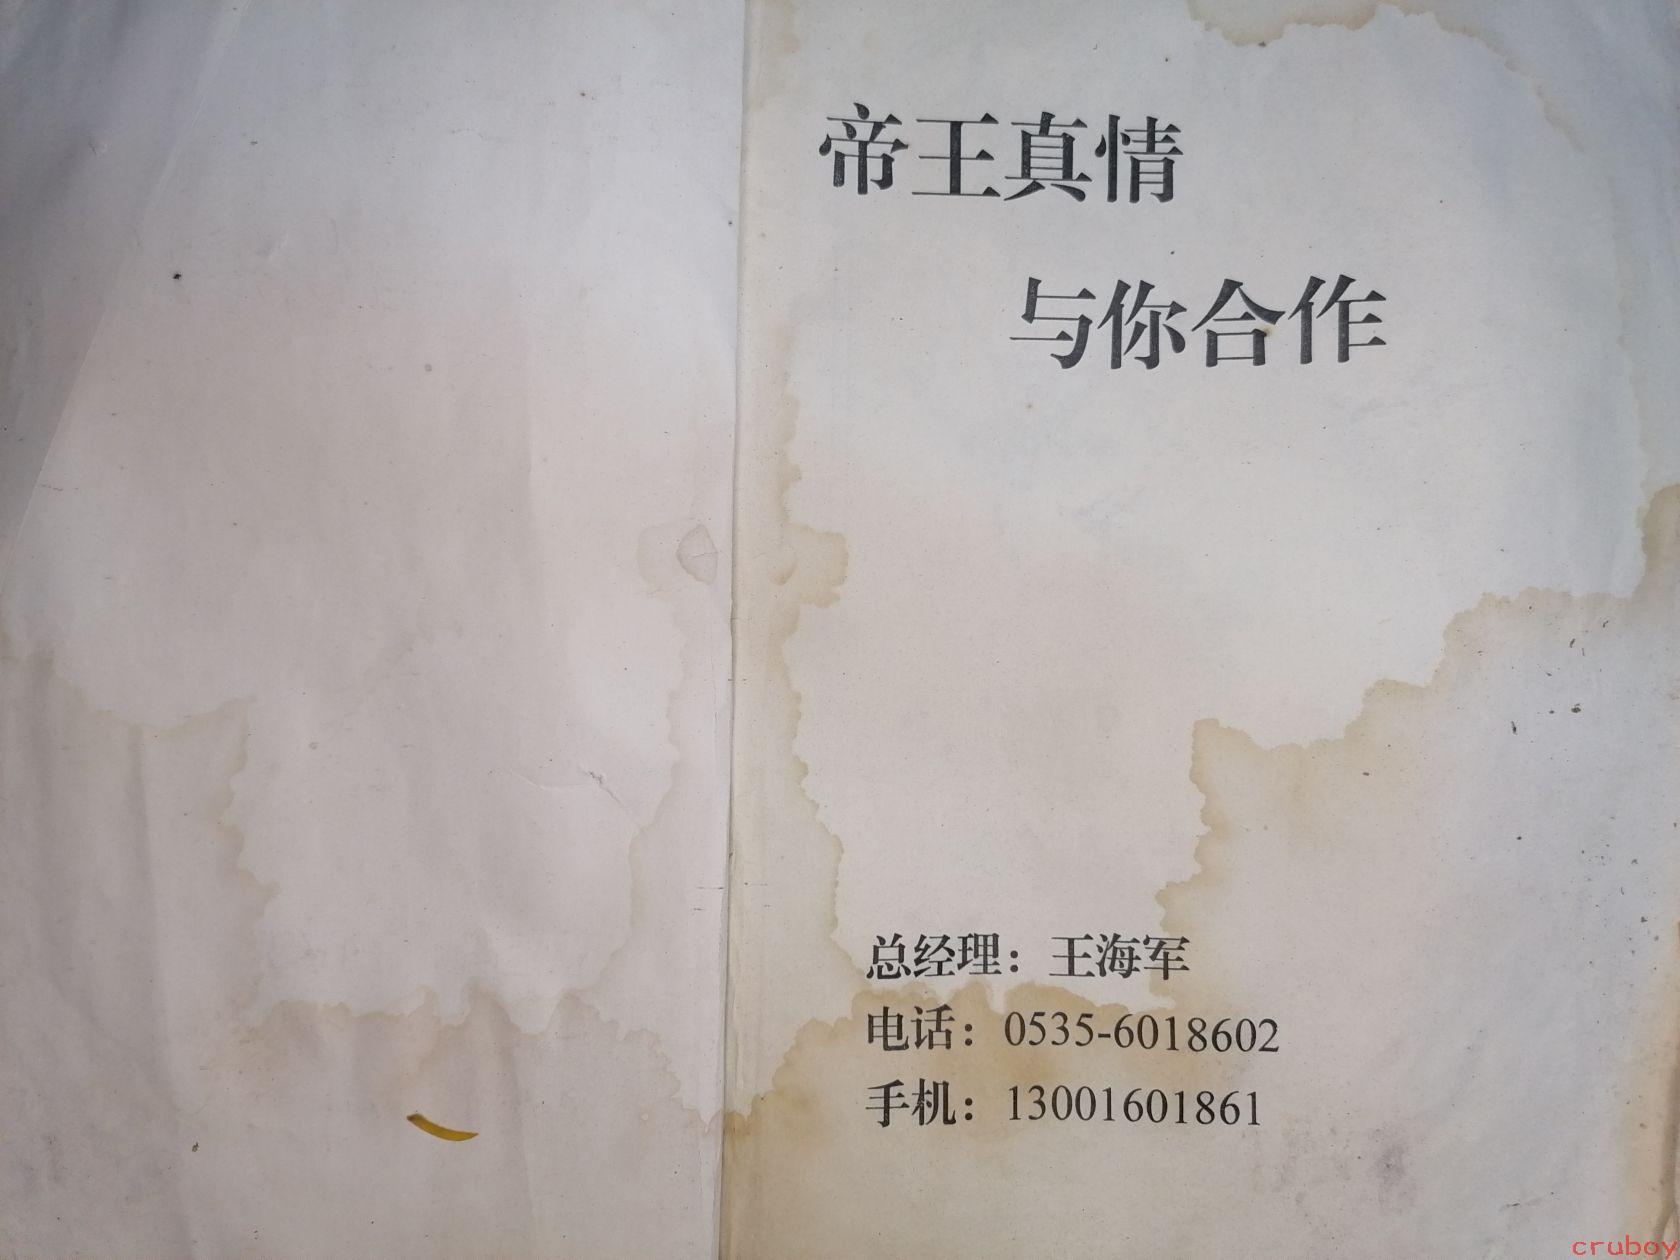 帝王真情
与你合作
总经理：王海军
电话：0535-6018602
手机：13001601861
cruboy